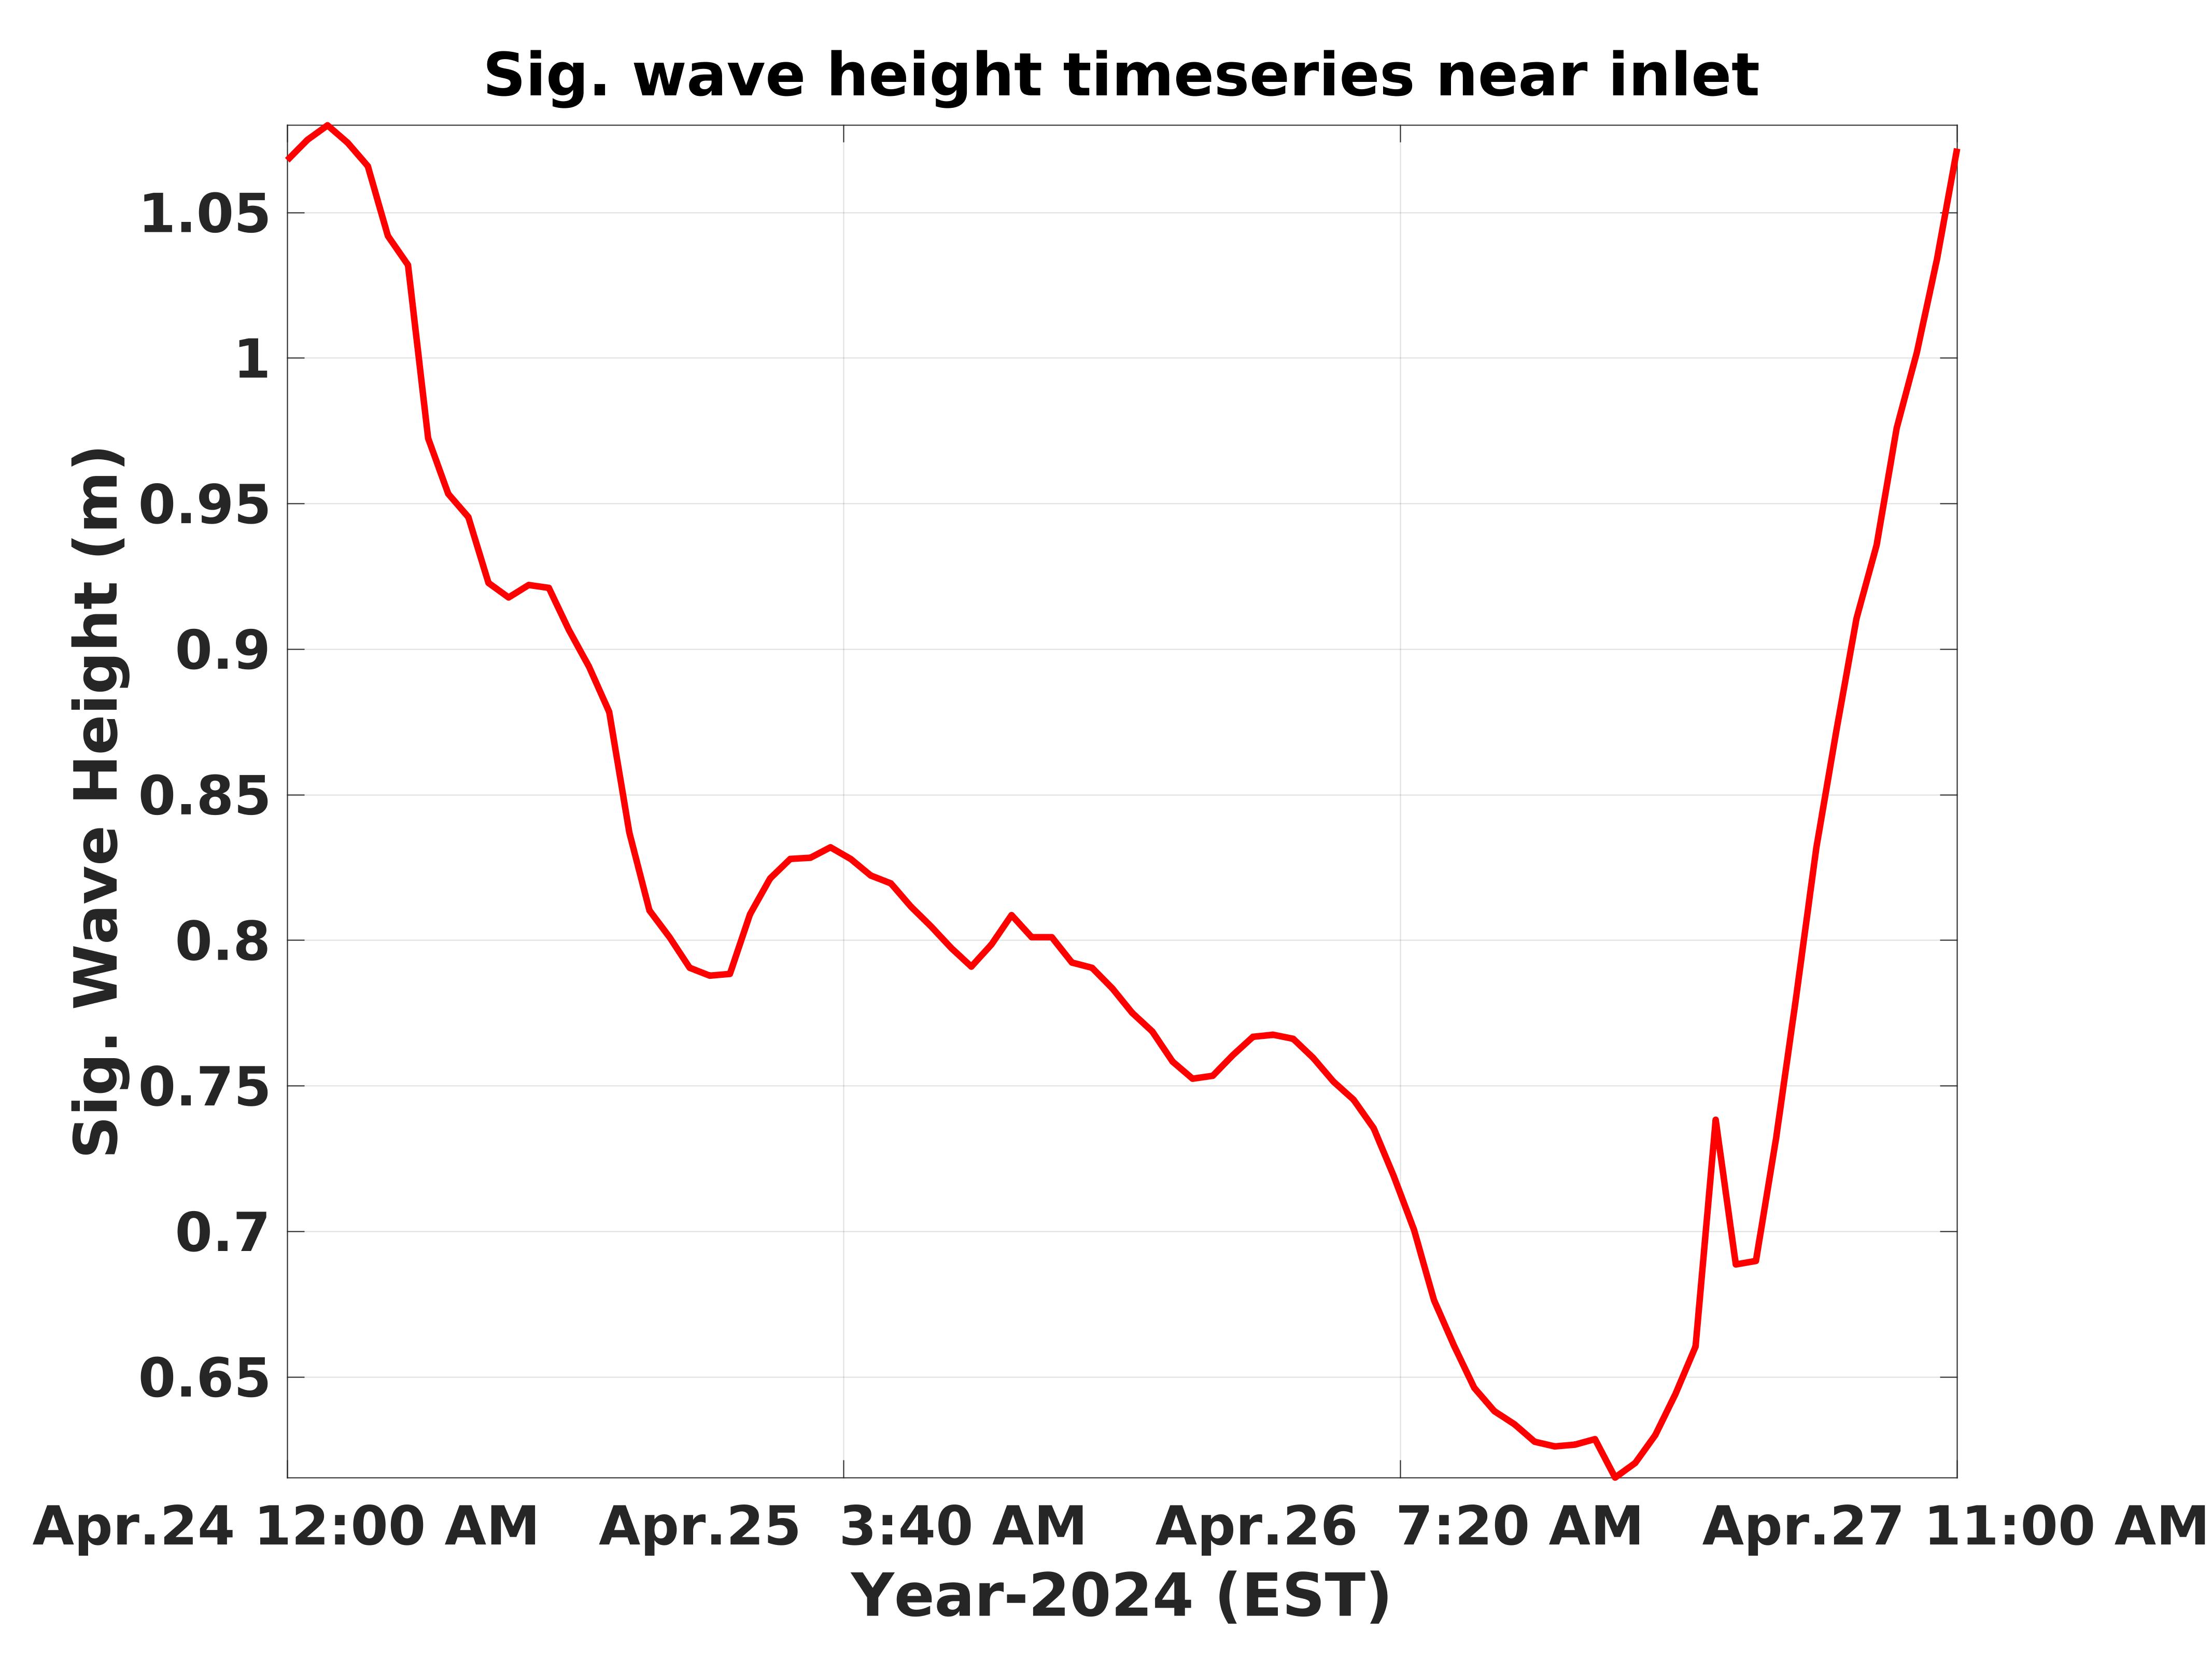 Sig. wave height timeseries near inlet
Sig. Wave Height (m)
1.05
1
0.95
0.9
0.85
0.8
0.75
0.7
0.65
Apr.24 12:00 AM Apr.25 3:40 AM Apr.26 7:20 AM Apr.27 11:00 AM
Year-2024 (EST)